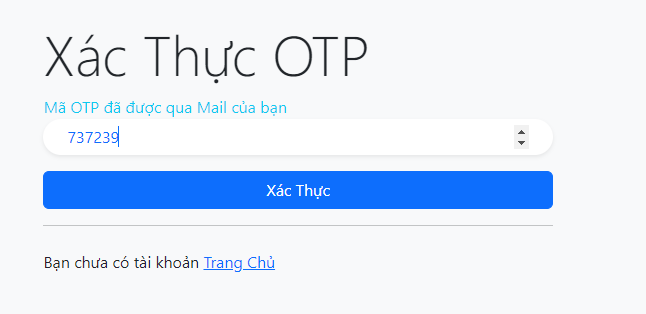 Xác Thực OTP
Mã OTP đã được qua Mail của bạn
737239
Xác Thực
Bạn chưa có tài khoản Trang Chủ